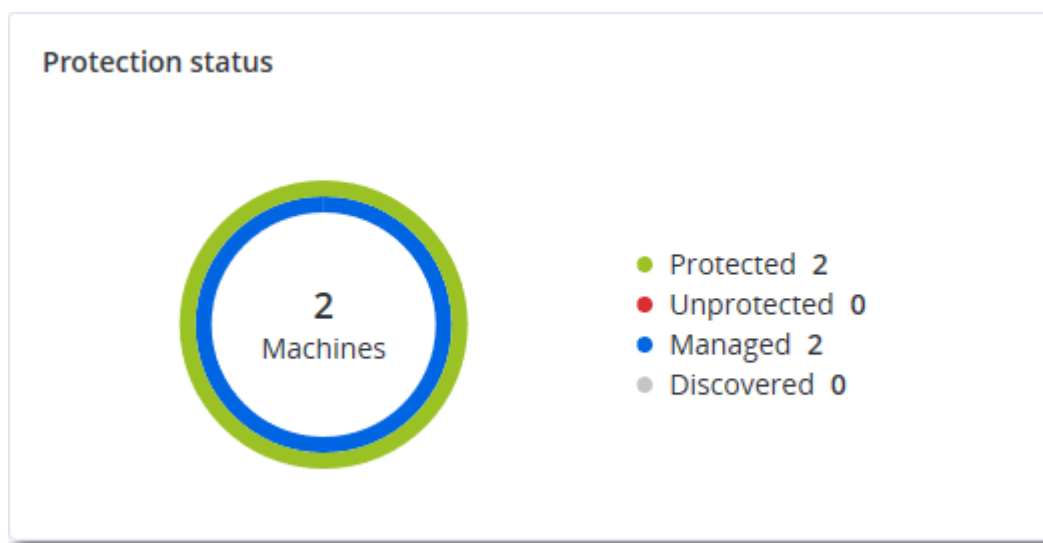 Protection status
2
Machines
Protected 2
Unprotected 0
Managed 2
Discovered 0